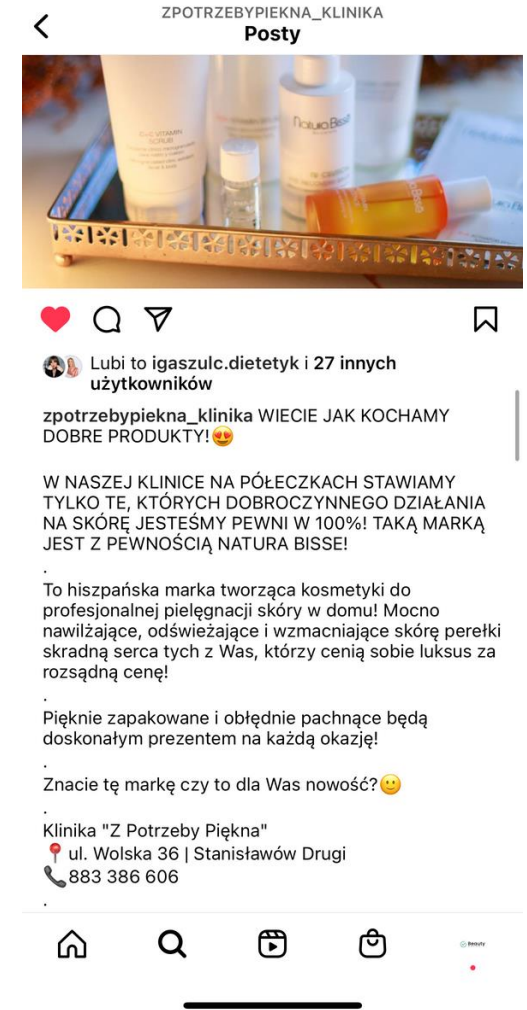 ZPOTRZEBYPIEKNA_KLINIKA
Posty
C+C VITAMIN
SCRUB
Natura Bissé
Lubi to igaszulc.dietetyk i 27 innych
użytkowników
zpotrzebypiekna_klinika WIECIE JAK KOCHAMY
DOBRE PRODUKTY!😍
W NASZEJ KLINICE NA PÓŁECZKACH STAWIAMY
TYLKO TE, KTÓRYCH DOBROCZYNNEGO DZIAŁANIA
NA SKÓRĘ JESTEŚMY PEWNI W 100%! TAKĄ MARKĄ
JEST Z PEWNOŚCIĄ NATURA BISSE!
.
To hiszpańska marka tworząca kosmetyki do
profesjonalnej pielęgnacji skóry w domu! Mocno
nawilżające, odświeżające i wzmacniające skórę perełki
skradną serca tych z Was, którzy cenią sobie luksus za
rozsądną cenę!
.
Pięknie zapakowane i obłędnie pachnące będą
doskonałym prezentem na każdą okazję!
.
Znacie tę markę czy to dla Was nowość?🙂
.
Klinika "Z Potrzeby Piękna"
📍 ul. Wolska 36 | Stanisławów Drugi
📞883 386 606
.
Beauty